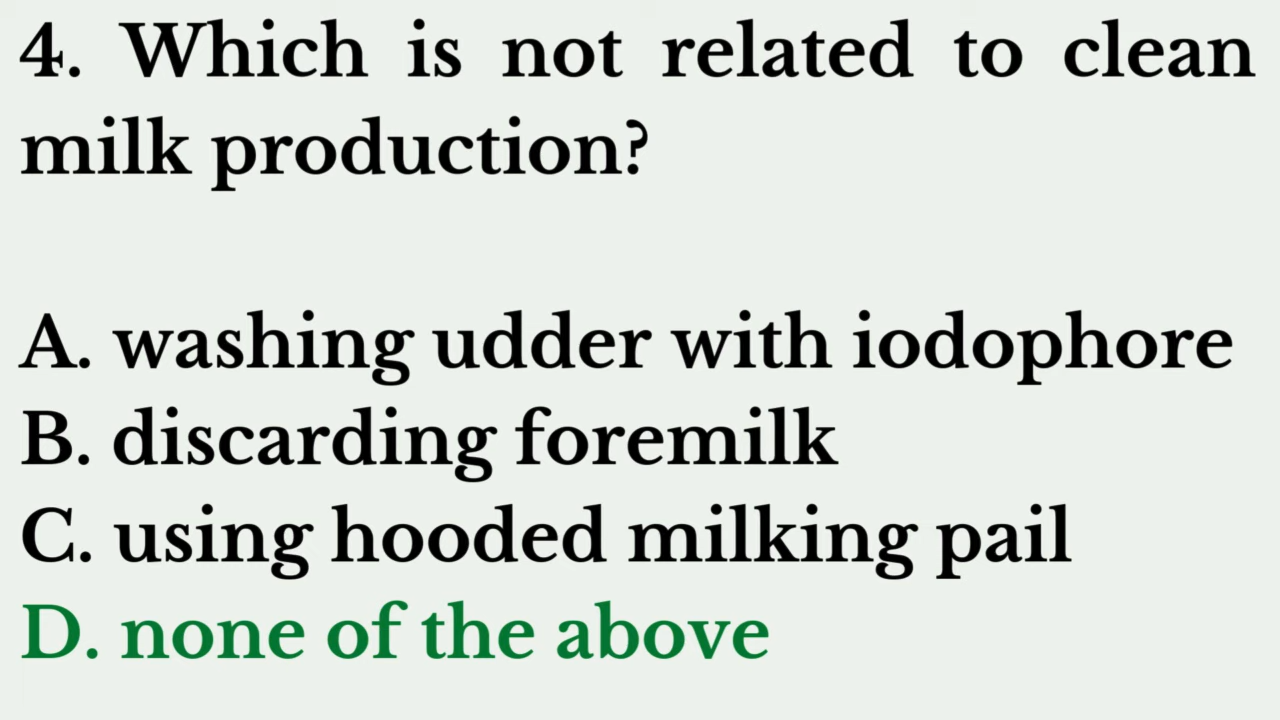 4. Which is not related to clean
milk production?
A. washing udder with iodophore
B. discarding foremilk
C. using hooded milking pail
D. none of the above